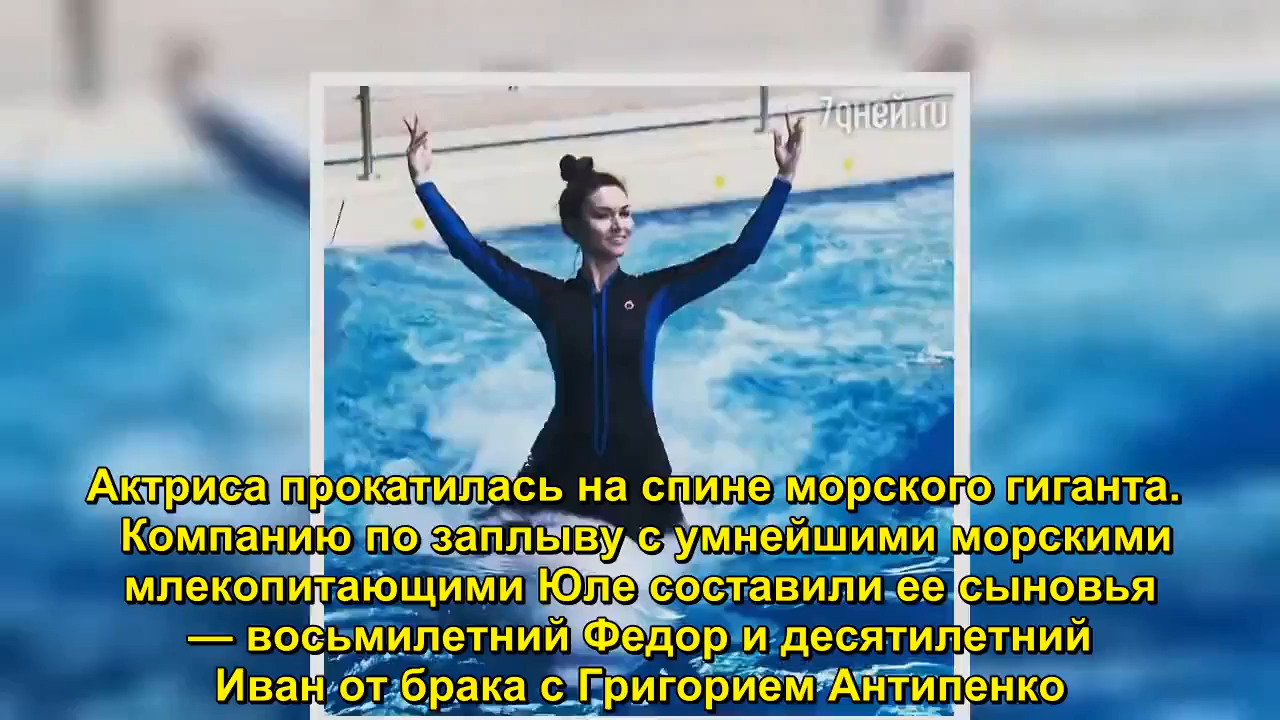 7дней.ru
Актриса прокатилась на спине морского гиганта.
Компанию по заплыву с умнейшими морскими
млекопитающими Юле составили ее сыновья
— восьмилетний Федор и десятилетний
Иван от брака с Григорием Антипенко